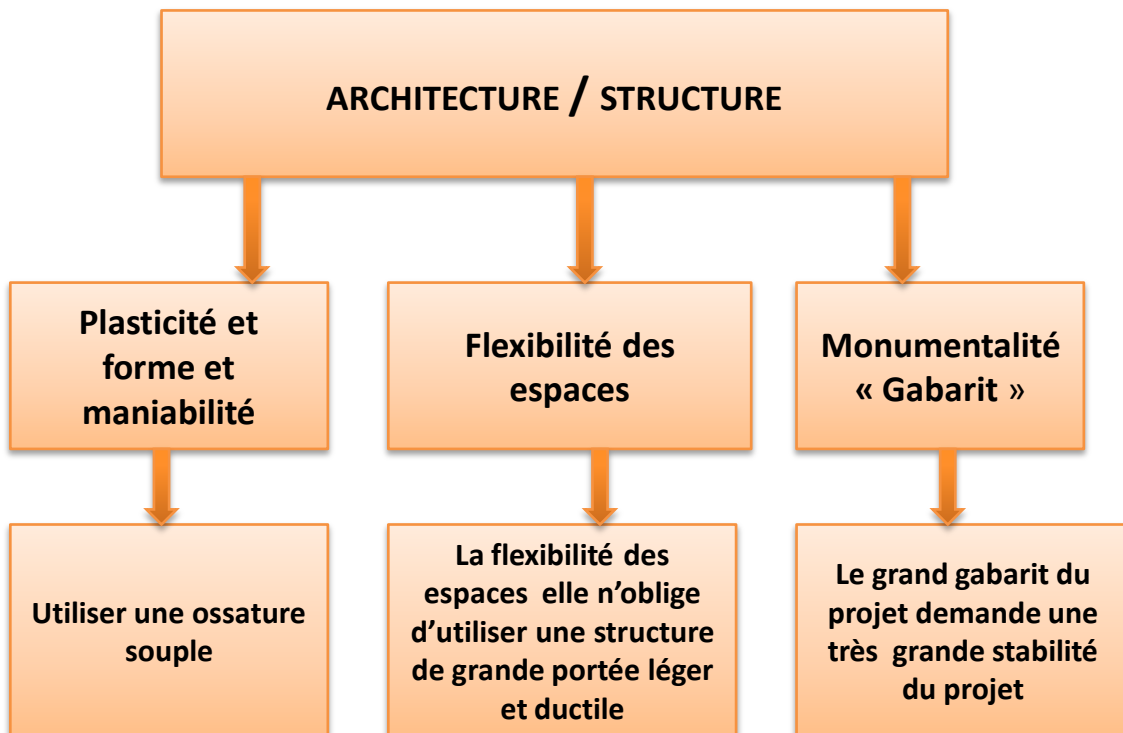 ARCHITECTURE / STRUCTURE
Plasticité et
forme et
maniabilité
Flexibilité des
espaces
Monumentalité
« Gabarit »
Utiliser une ossature
souple
La flexibilité des
espaces elle n’oblige
d’utiliser une structure
de grande portée léger
et ductile
Le grand gabarit du
projet demande une
très grande stabilité
du projet